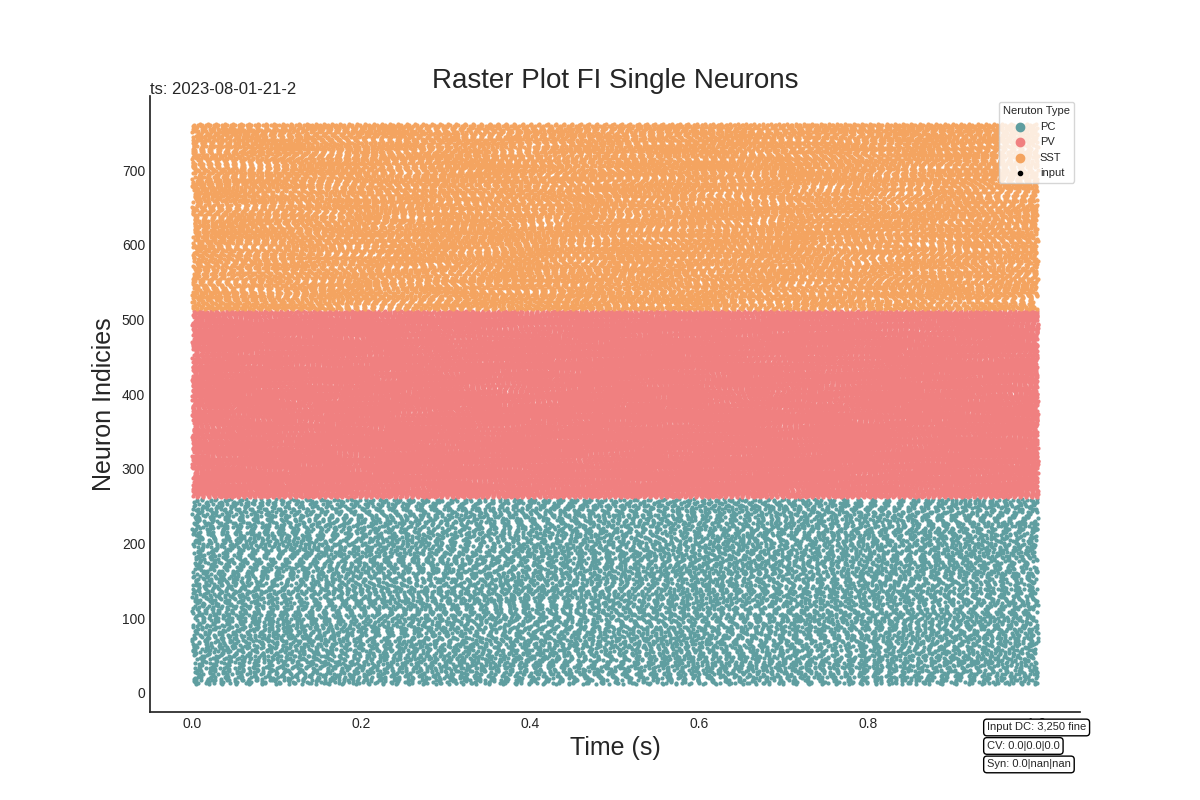 Raster Plot FI Single Neurons
ts: 2023-08-01-21-2
Neruton Type
PC
PV
SST
input
Neuron Indicies
700
600
500
400
300
200
100
0
0.0
0.2
0.4
0.6
0.8
Time (s)
Input DC: 3,250 fine
CV: 0.0|0.0|0.0
Syn: 0.0|nan|nan